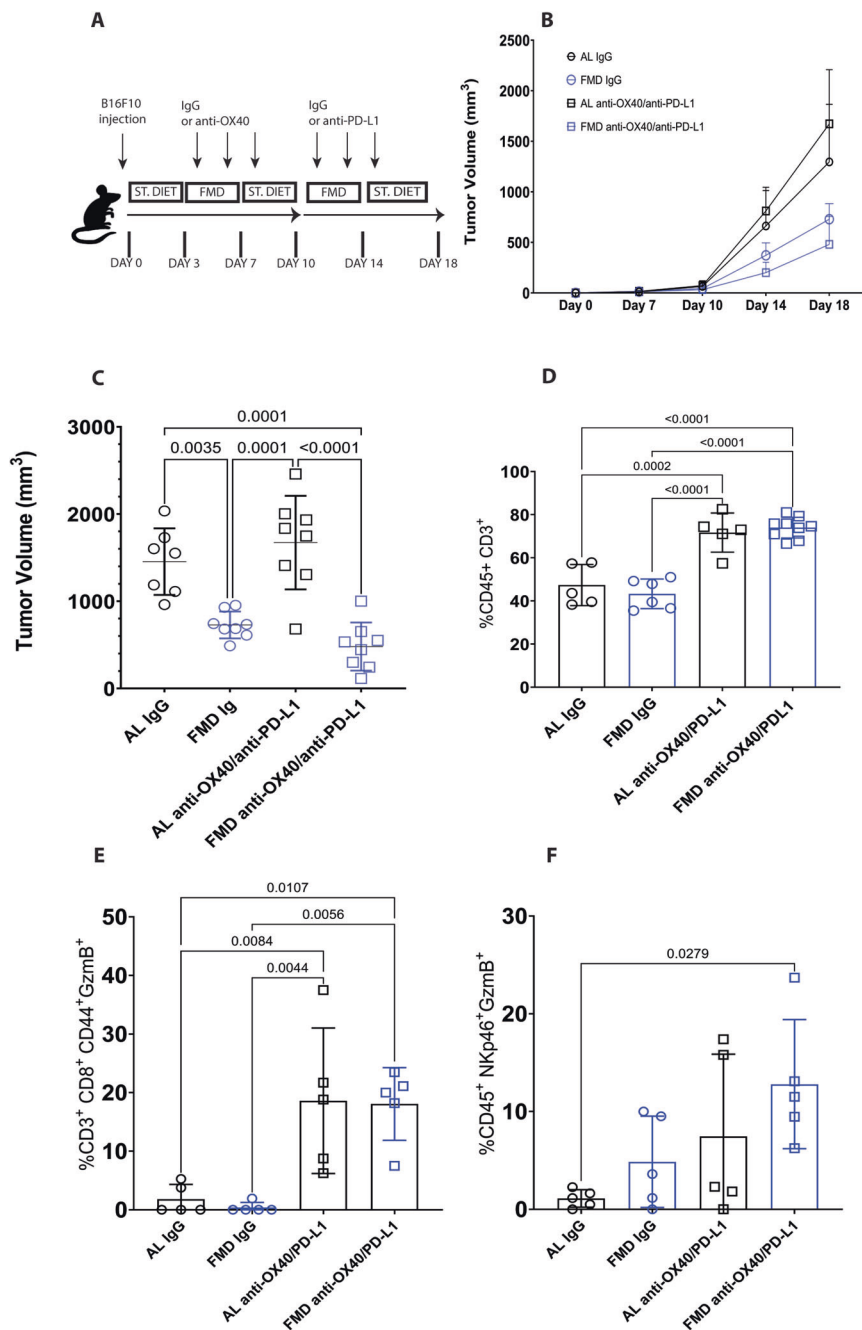 A
B16F10
injection
IgG
or anti-OX40
IgG
or anti-PD-L1
ST. DIET
FMD
ST. DIET
FMD
ST. DIET
DAY 0
DAY 3
DAY 7
DAY 10
DAY 14
DAY 18
B
Tumor Volume (mm³)
2500
2000
1500
1000
500
0
AL IgG
FMD IgG
AL anti-OX40/anti-PD-L1
FMD anti-OX40/anti-PD-L1
Day 0
Day 7
Day 10
Day 14
Day 18
C
Tumor Volume (mm³)
3000
2000
1000
0
0.0001
0.0035
0.0001
<0.0001
AL IgG
FMD Ig
AL anti-OX40/anti-PD-L1
FMD anti-OX40/anti-PD-L1
D
%CD45+ CD3⁺
100
80
60
40
20
0
<0.0001
<0.0001
0.0002
<0.0001
AL IgG
FMD IgG
AL anti-OX40/PD-L1
FMD anti-OX40/PDL1
E
%CD3⁺ CD8⁺ CD44⁺GzmB⁺
50
40
30
20
10
0
0.0107
0.0056
0.0084
0.0044
AL IgG
FMD IgG
AL anti-OX40/PD-L1
FMD anti-OX40/PD-L1
F
%CD45⁺ NKp46⁺GzmB⁺
30
20
10
0
0.0279
AL IgG
FMD IgG
AL anti-OX40/PD-L1
FMD anti-OX40/PD-L1